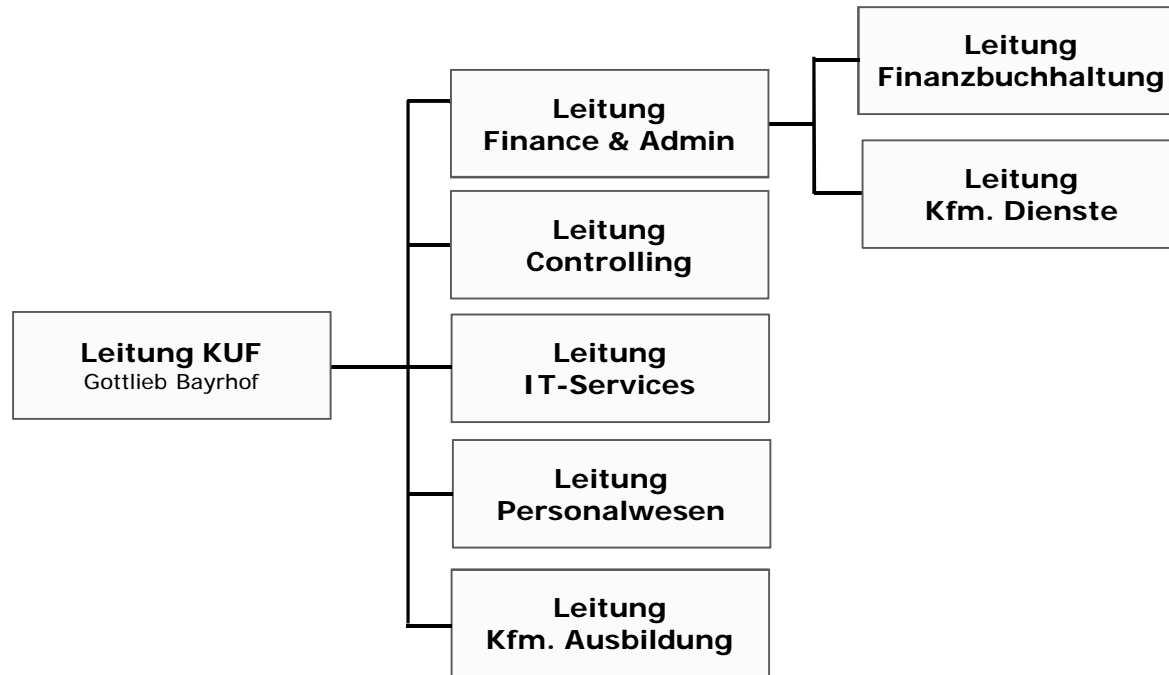 Leitung
Finanzbuchhaltung
Leitung
Finance & Admin
Leitung
Kfm. Dienste
Leitung
Controlling
Leitung KUF
Gottlieb Bayrhof
Leitung
IT-Services
Leitung
Personalwesen
Leitung
Kfm. Ausbildung